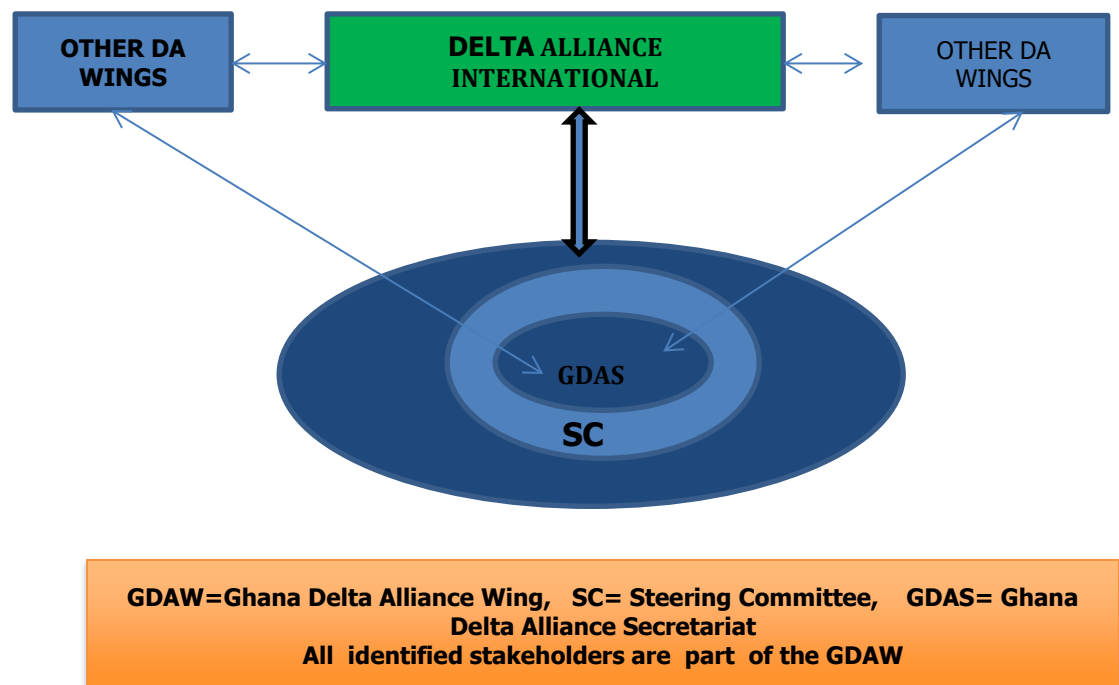 OTHER DA
WINGS
DELTA ALLIANCE
INTERNATIONAL
OTHER DA
WINGS
GDAS
SC
GDAW=Ghana Delta Alliance Wing, SC= Steering Committee, GDAS= Ghana
Delta Alliance Secretariat
All identified stakeholders are part of the GDAW